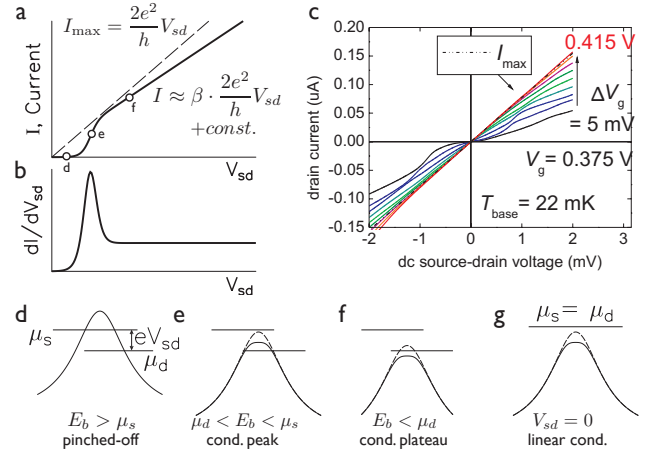 a
I_max = 2e²/h V_sd
I, Current
I ≈ β · 2e²/h V_sd
+const.
d
e
f
V_sd
b
dI/dV_sd
V_sd
c
drain current (uA)
0.20
0.15
0.10
0.05
0.00
-0.05
-0.10
-0.15
-2
-1
0
1
2
3
dc source-drain voltage (mV)
I_max
0.415 V
ΔV_g
= 5 mV
V_g = 0.375 V
T_base = 22 mK
d
μ_s
eV_sd
μ_d
E_b > μ_s
pinched-off
e
μ_d < E_b < μ_s
cond. peak
f
E_b < μ_d
cond. plateau
g
μ_s = μ_d
V_sd = 0
linear cond.